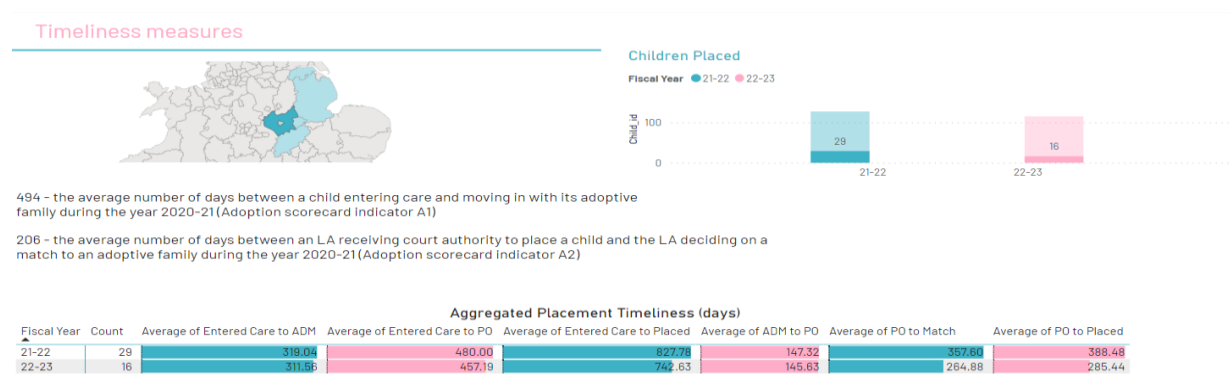 Timeliness measures
Children Placed
Fiscal Year 21-22 22-23
Child_id
100
0
29
16
21-22
22-23
494 - the average number of days between a child entering care and moving in with its adoptive
family during the year 2020-21 (Adoption scorecard indicator A1)
206 - the average number of days between an LA receiving court authority to place a child and the LA deciding on a
match to an adoptive family during the year 2020-21 (Adoption scorecard indicator A2)
Aggregated Placement Timeliness (days)
Fiscal Year Count Average of Entered Care to ADM Average of Entered Care to PO Average of Entered Care to Placed Average of ADM to PO Average of PO to Match Average of PO to Placed
21-22 29 319.04 480.00 827.78 147.32 357.60 388.48
22-23 16 311.56 457.19 742.63 145.63 264.88 285.44